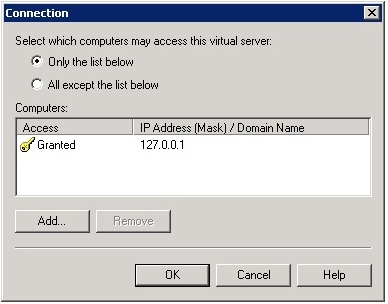 Connection
Select which computers may access this virtual server:
Only the list below
All except the list below
Computers:
Access IP Address (Mask) / Domain Name
Granted 127.0.0.1
Add... Remove
OK Cancel Help